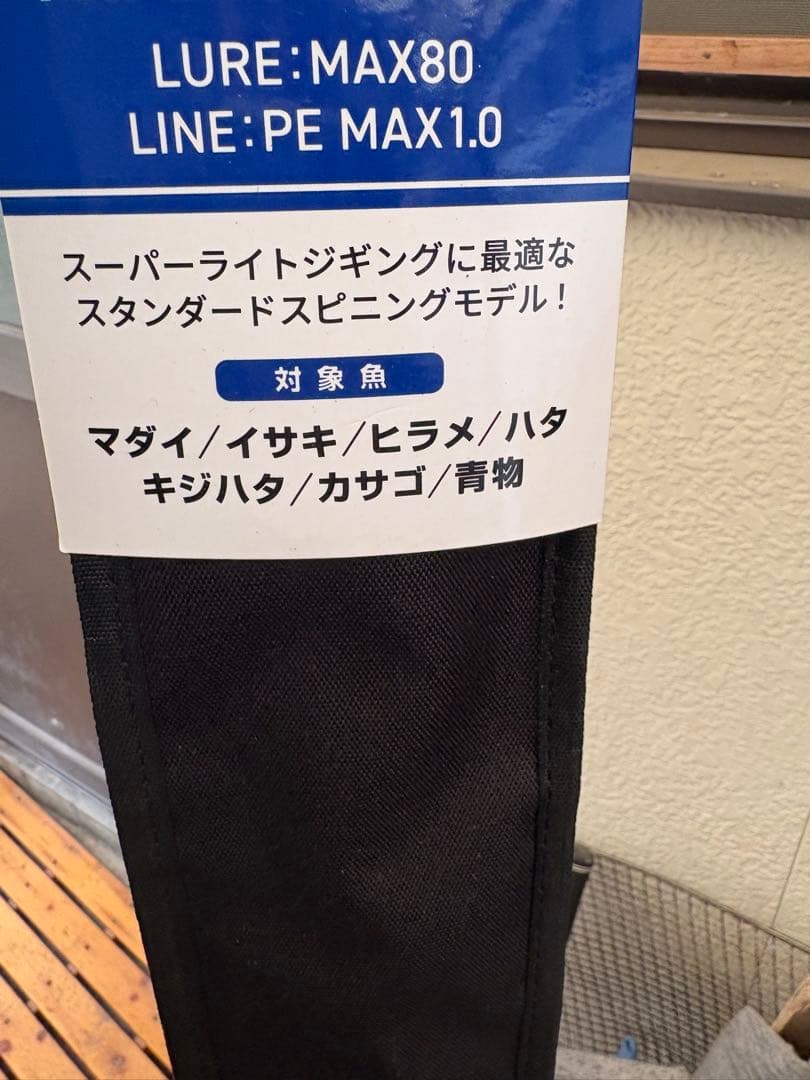 LURE:MAX80
LINE:PE MAX1.0
スーパーライトジギングに最適な
スタンダードスピニングモデル!
対象魚
マダイ/イサキ/ヒラメ/ハタ
キジハタ/カサゴ/青物